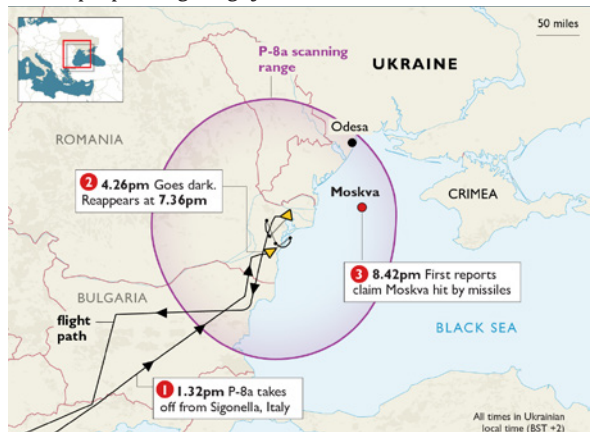 50 miles
P-8a scanning
range
UKRAINE
Odesa
ROMANIA
2 4.26pm Goes dark.
Reappears at 7.36pm
Moskva
CRIMEA
3 8.42pm First reports
claim Moskva hit by missiles
BULGARIA
flight
path
BLACK SEA
1 1.32pm P-8a takes
off from Sigonella, Italy
All times in Ukrainian
local time (BST +2)